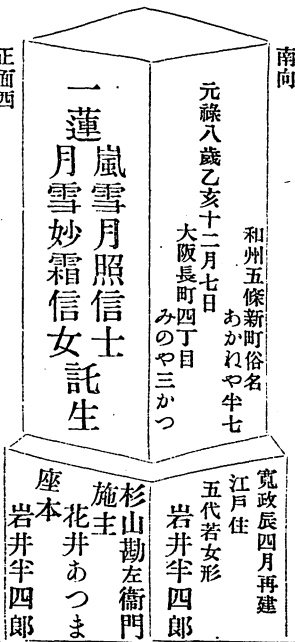 南向
和州五條新町俗名
あかねや半七
元祿八歲乙亥十二月七日
大阪長町四丁目
みのや三かつ
正面西
一蓮
嵐雪月照信士
月雪妙霜信女
託生
寬政辰四月再建
江戶住
五代若女形
岩井半四郎
杉山勘左衞門
施主
花井あつま
座本
岩井半四郎